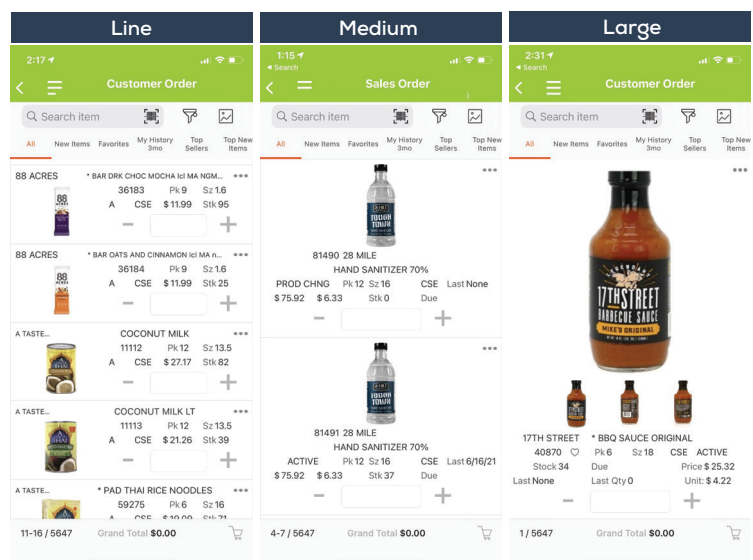 Line
2:17
Customer Order
Search item
All New Items Favorites My History 3mo Top Sellers Top New Items
88 ACRES * BAR DRK CHOC MOCHA lcl MA NGM...
36183 Pk 9 Sz 1.6
A CSE $ 11.99 Stk 95
88 ACRES * BAR OATS AND CINNAMON lcl MA n...
36184 Pk 9 Sz 1.6
A CSE $ 11.99 Stk 25
A TASTE... COCONUT MILK
11112 Pk 12 Sz 13.5
A CSE $ 27.17 Stk 82
A TASTE... COCONUT MILK LT
11113 Pk 12 Sz 13.5
A CSE $ 21.26 Stk 39
A TASTE... * PAD THAI RICE NOODLES
59275 Pk 6 Sz 16
A CSE $ 19.09 Stk 71
11-16 / 5647 Grand Total $0.00
Medium
1:15
Search
Sales Order
Search item
All New Items Favorites My History 3mo Top Sellers Top New Items
TOUGH
TOWN
81490 28 MILE
HAND SANITIZER 70%
PROD CHNG Pk 12 Sz 16 CSE Last None
$ 75.92 $ 6.33 Stk 0 Due
TOUGH
TOWN
81491 28 MILE
HAND SANITIZER 70%
ACTIVE Pk 12 Sz 16 CSE Last 6/16/21
$ 75.92 $ 6.33 Stk 37 Due
4-7 / 5647 Grand Total $0.00
Large
2:31
Search
Customer Order
Search item
All New Items Favorites My History 3mo Top Sellers Top New Items
LEGENDARY
17TH STREET
BARBECUE SAUCE
MIKE'S ORIGINAL
17TH STREET * BBQ SAUCE ORIGINAL
40870 Pk 6 Sz 18 CSE ACTIVE
Stock 34 Due Price $ 25.32
Last None Last Qty 0 Unit: $ 4.22
1 / 5647 Grand Total $0.00